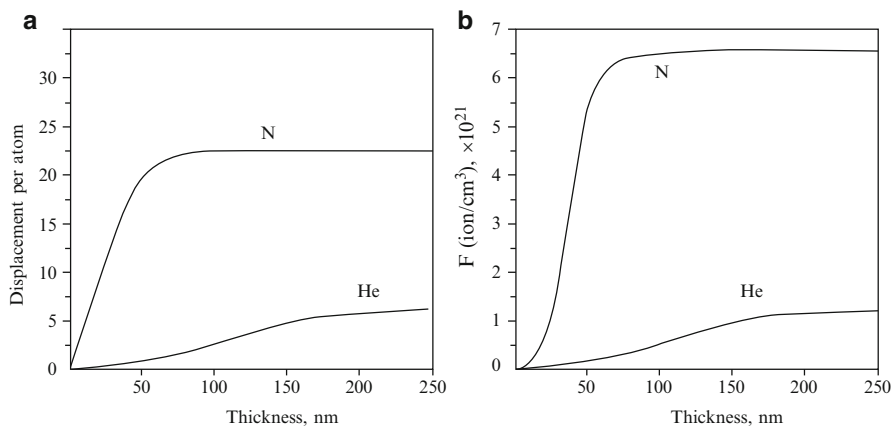 a
Displacement per atom
30
25
20
15
10
5
0
N
He
50
100
150
200
250
Thickness, nm
b
F (ion/cm³), ×10²¹
7
6
5
4
3
2
1
0
N
He
50
100
150
200
250
Thickness, nm